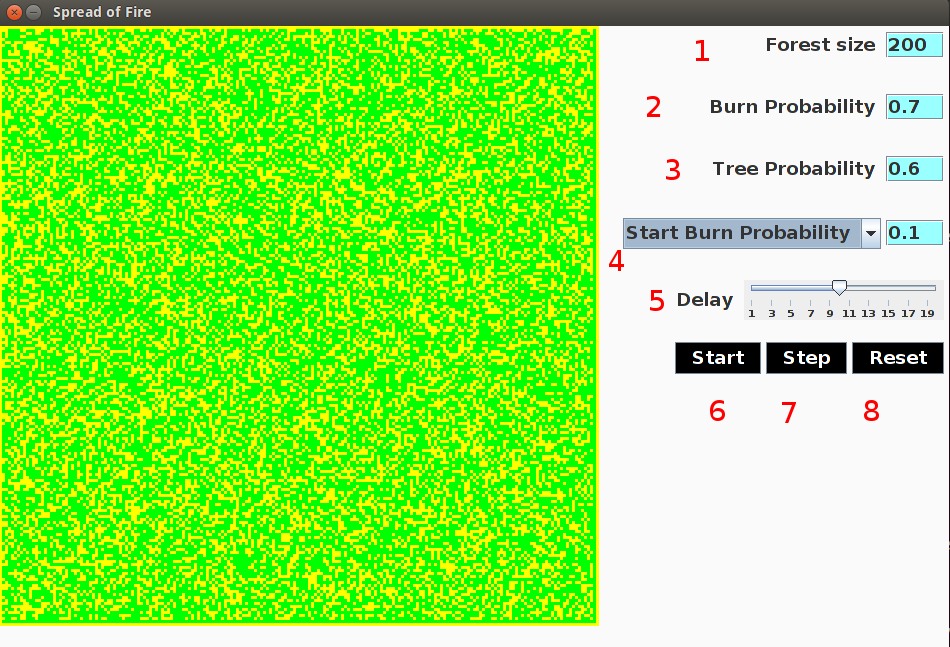 Spread of Fire
1 Forest size 200
2 Burn Probability 0.7
3 Tree Probability 0.6
Start Burn Probability 0.1
4
5 Delay
1 3 5 7 9 11 13 15 17 19
Start Step Reset
6 7 8